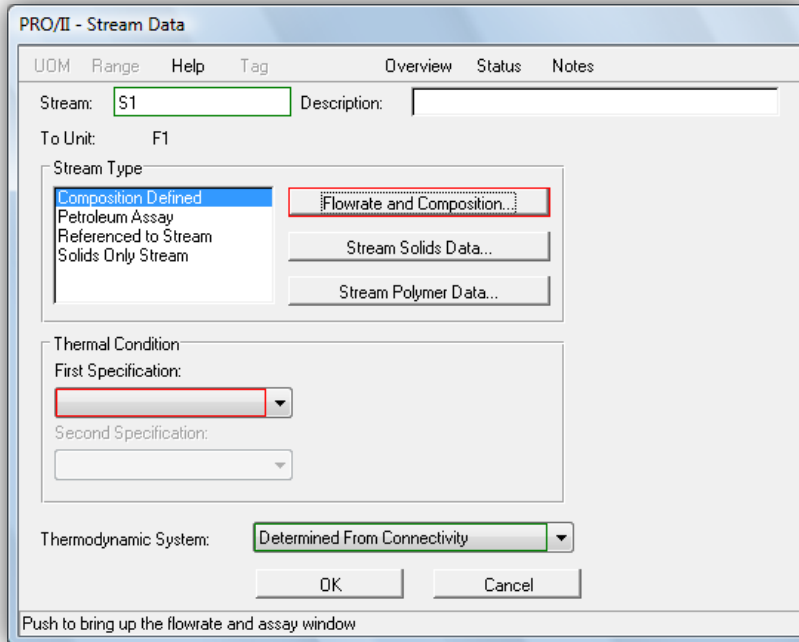 PRO/II - Stream Data
UOM Range Help Tag Overview Status Notes
Stream: S1 Description:
To Unit: F1
Stream Type
Composition Defined
Petroleum Assay
Referenced to Stream
Solids Only Stream
Flowrate and Composition...
Stream Solids Data...
Stream Polymer Data...
Thermal Condition
First Specification:
Second Specification:
Thermodynamic System: Determined From Connectivity
OK Cancel
Push to bring up the flowrate and assay window